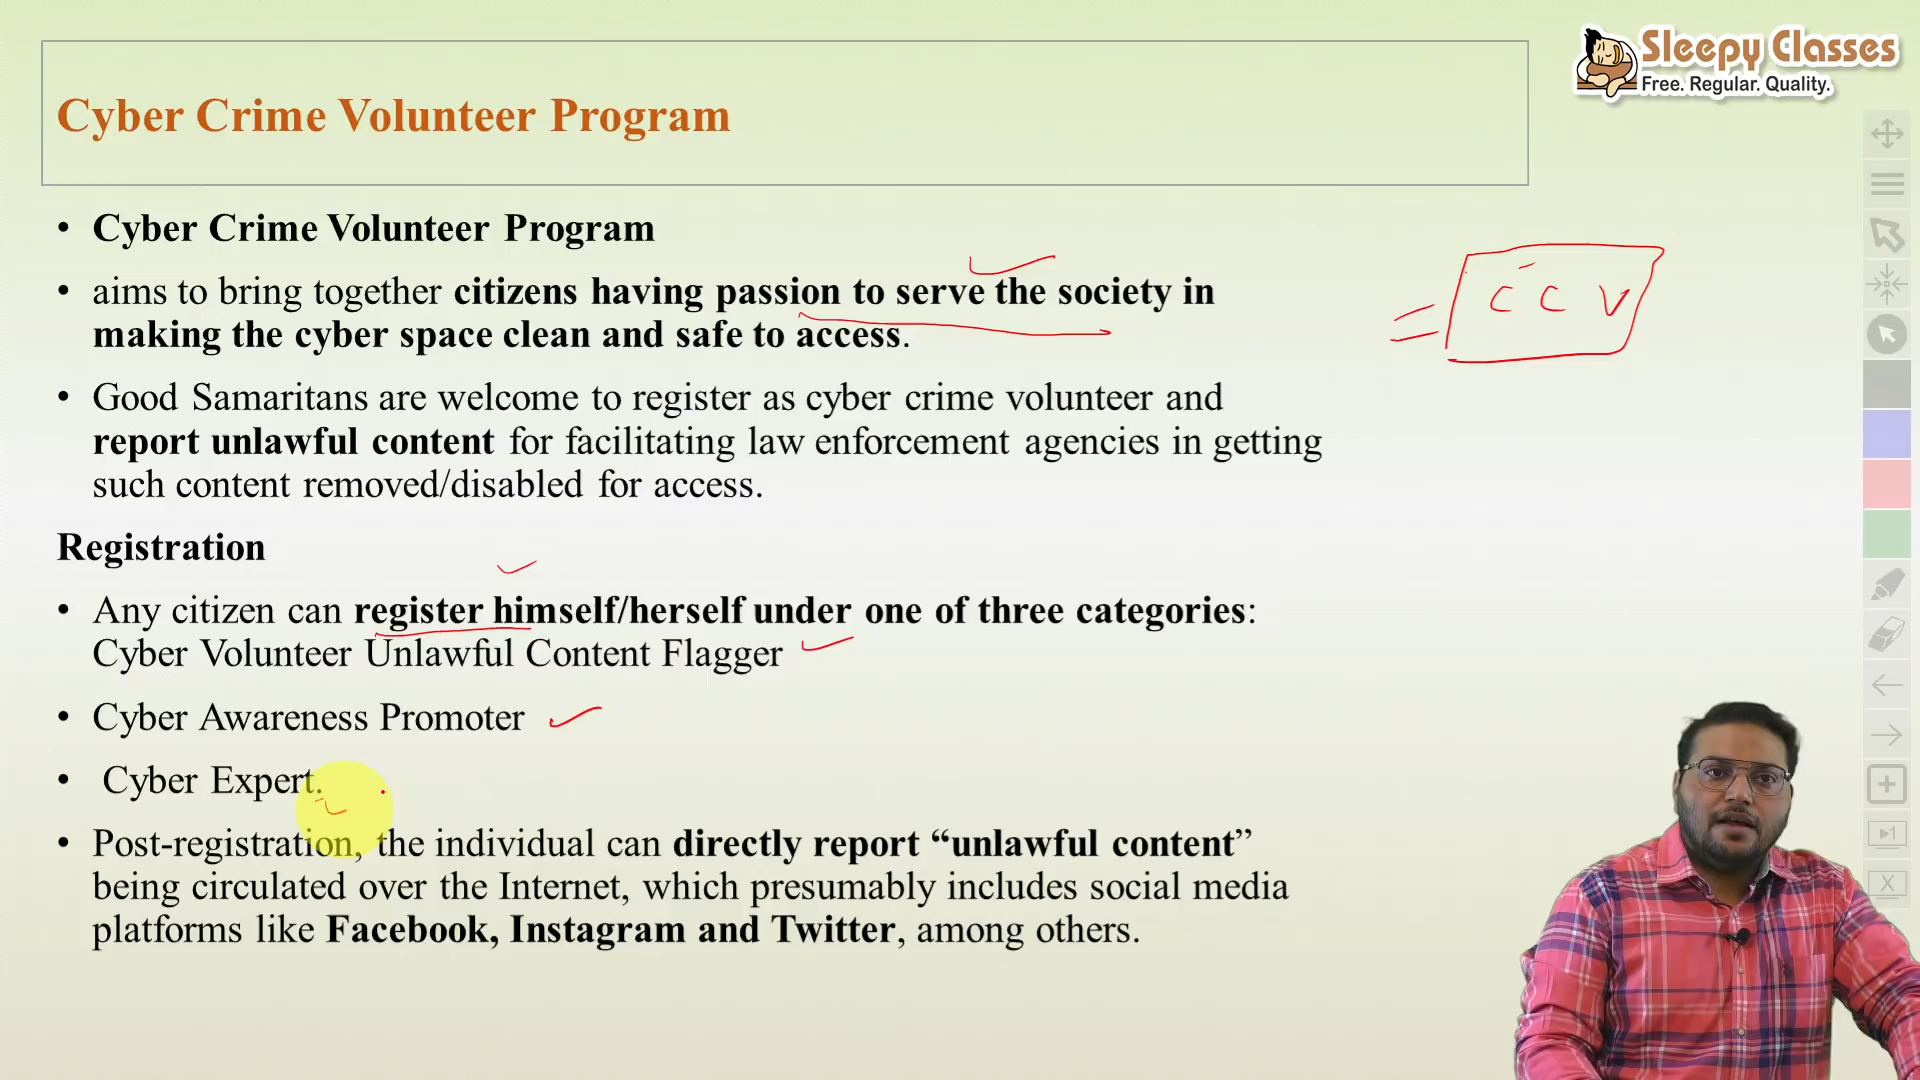 Sleepy Classes
Free. Regular. Quality.
Cyber Crime Volunteer Program
• Cyber Crime Volunteer Program
• aims to bring together citizens having passion to serve the society in
making the cyber space clean and safe to access.
C C V
• Good Samaritans are welcome to register as cyber crime volunteer and
report unlawful content for facilitating law enforcement agencies in getting
such content removed/disabled for access.
Registration
• Any citizen can register himself/herself under one of three categories:
Cyber Volunteer Unlawful Content Flagger
• Cyber Awareness Promoter
• Cyber Expert.
• Post-registration, the individual can directly report “unlawful content”
being circulated over the Internet, which presumably includes social media
platforms like Facebook, Instagram and Twitter, among others.